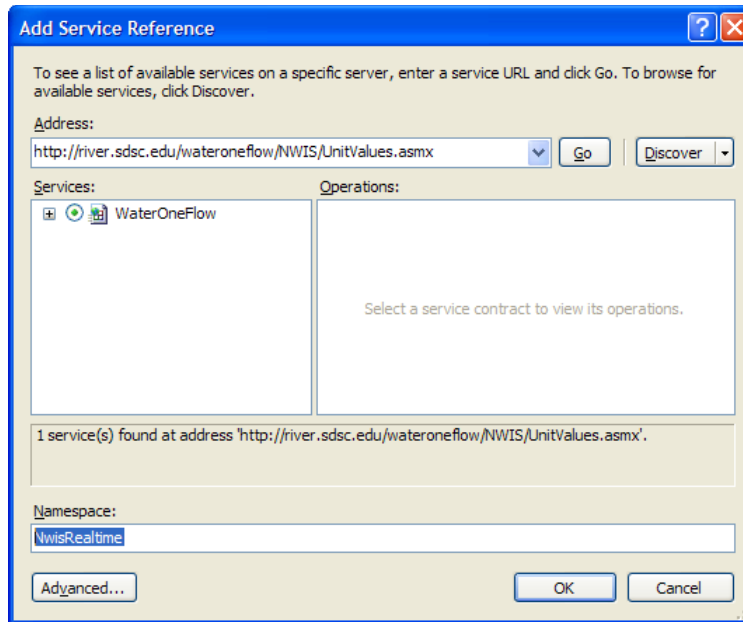 Add Service Reference
To see a list of available services on a specific server, enter a service URL and click Go. To browse for
available services, click Discover.
Address:
http://river.sdsc.edu/wateroneflow/NWIS/UnitValues.asmx
Go
Discover
Services:
Operations:
WaterOneFlow
Select a service contract to view its operations.
1 service(s) found at address 'http://river.sdsc.edu/wateroneflow/NWIS/UnitValues.asmx'.
Namespace:
NwisRealtime
Advanced...
OK
Cancel